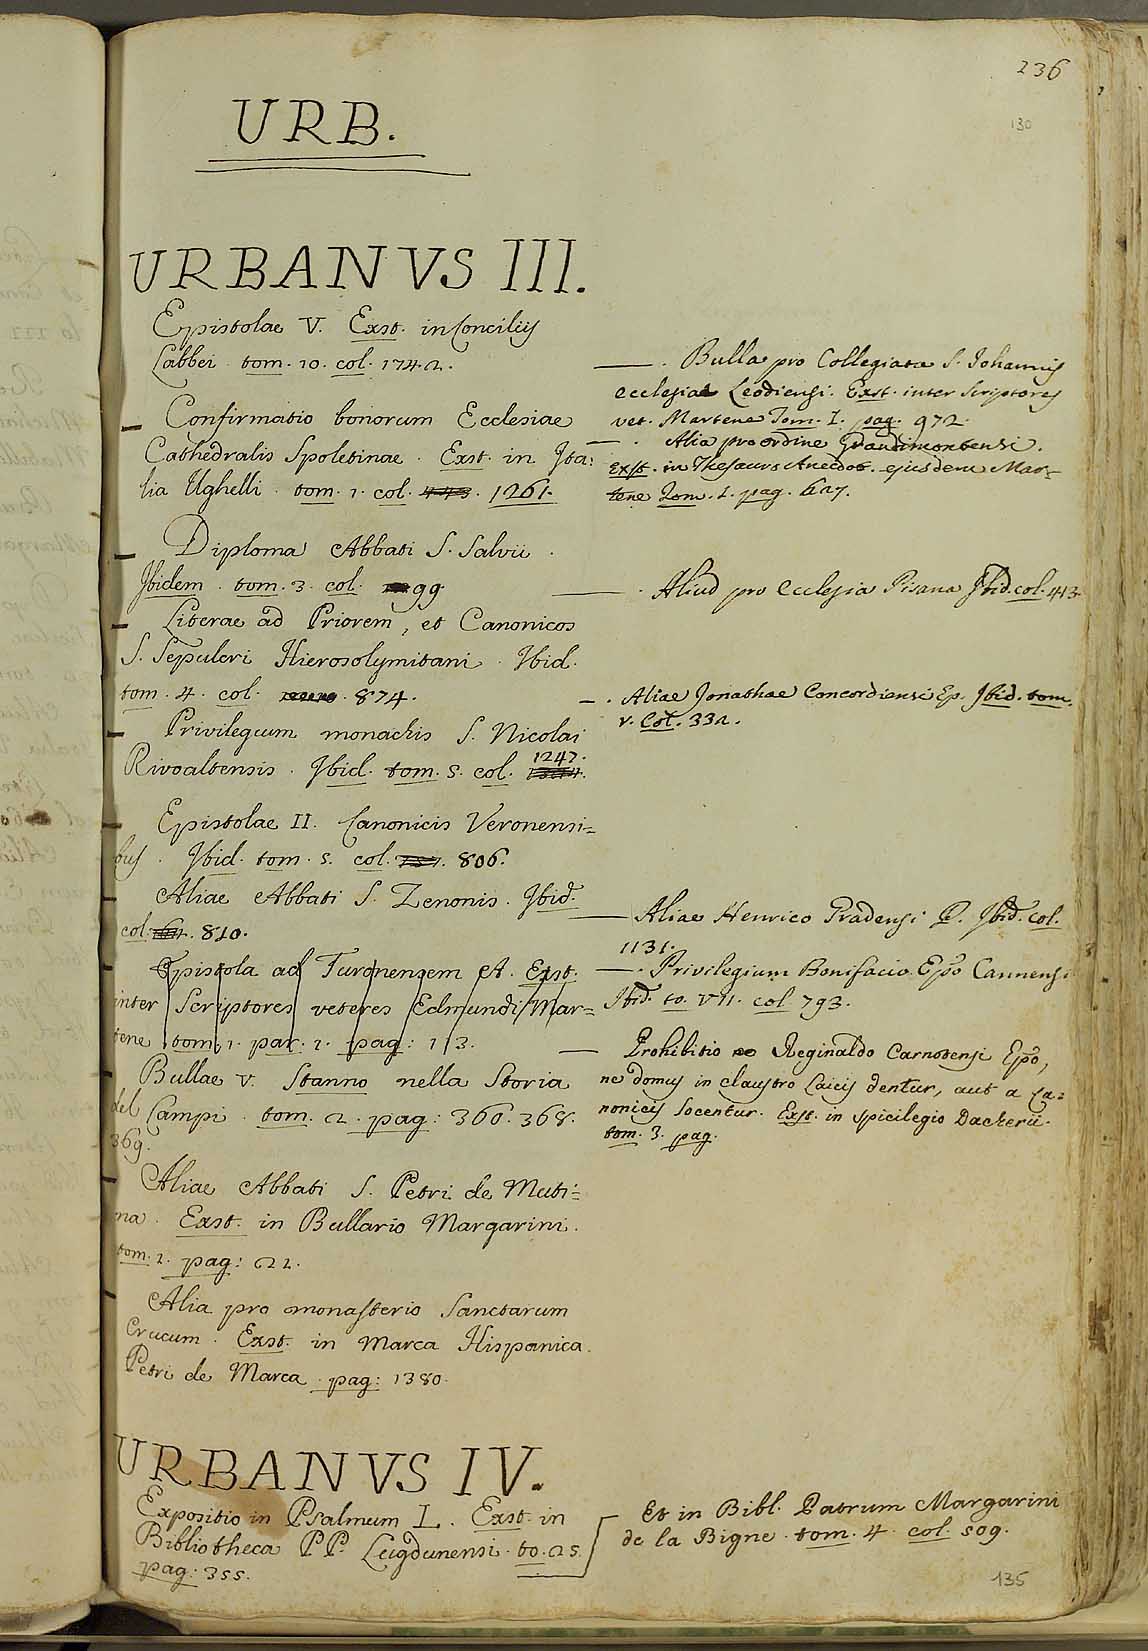 236
130
URB.
URBANVS III.
Epistolae V. Exst. in Conciliis
Labbei tom. 10. col. 1742.
Confirmatio bonorum Ecclesiae
Cathedralis Spoletinae. Exst. in Ita:
lia Ughelli. tom. 1. col. 443. 1261.
Diploma Abbati S. Salvii.
Ibidem. tom. 3. col. 99.
Literae ad Priorem, et Canonicos
S. Sepulcri Hierosolymitani. Ibid.
tom. 4. col. 874.
Privilegium monachis S. Nicolai
1247.
Rivoaltensis. Ibid. tom. 5. col.
Epistolae II. Canonicis Veronensi=
bus. Ibid. tom. 5. col. 806.
Aliae Abbati S. Zenonis. Ibid.
col. 810.
Epistola ad Turonensem A. Exst.
inter Scriptores veteres Edmundi Mar=
tene tom. 1. par. 1. pag: 113.
Bullae V. Stanno nella Storia
del Campi. tom. 2. pag: 360. 368.
369.
Aliae Abbati S. Petri de Muti=
na. Exst. in Bullario Margarini.
tom. 2. pag: 221.
Alia pro monasterio Sanctarum
Crucum. Exst. in Marca Hispanica
Petri de Marca. pag: 1380.
URBANVS IV.
Expositio in Psalmum L. Exst. in
Bibliotheca PP. Lugdunensi. to. 25.
pag: 355.
— . Bulla pro Collegiata S. Johannis
ecclesiae Leodiensi. Exst. inter Scriptores
vet. Martene Tom. I. pag. 972.
— . Alia pro ordine Grandimontensi.
Exst. in Thesauro Anecdot. ejusdem Mar=
tene Tom. 1. pag. 627.
— . Aliud pro Ecclesia Pisana Ibid. col. 413.
— . Aliae Jonathae Concordiensi Ep. Ibid. tom.
V. Col. 332.
— Aliae Henrico Gradensi P. Ibid. col.
1131.
— . Privilegium Bonifacio Epo Cannensi
Ibid. to. VII. col. 793.
— Prohibitio Reginaldo Carnotensi Epo,
ne domus in claustro Laicis dentur, aut a Ca=
nonicis locentur. Exst. in Spicilegio Dacherii.
tom. 3. pag.
Et in Bibl. Patrum Margarini
de la Bigne tom. 4. col. 509.
135